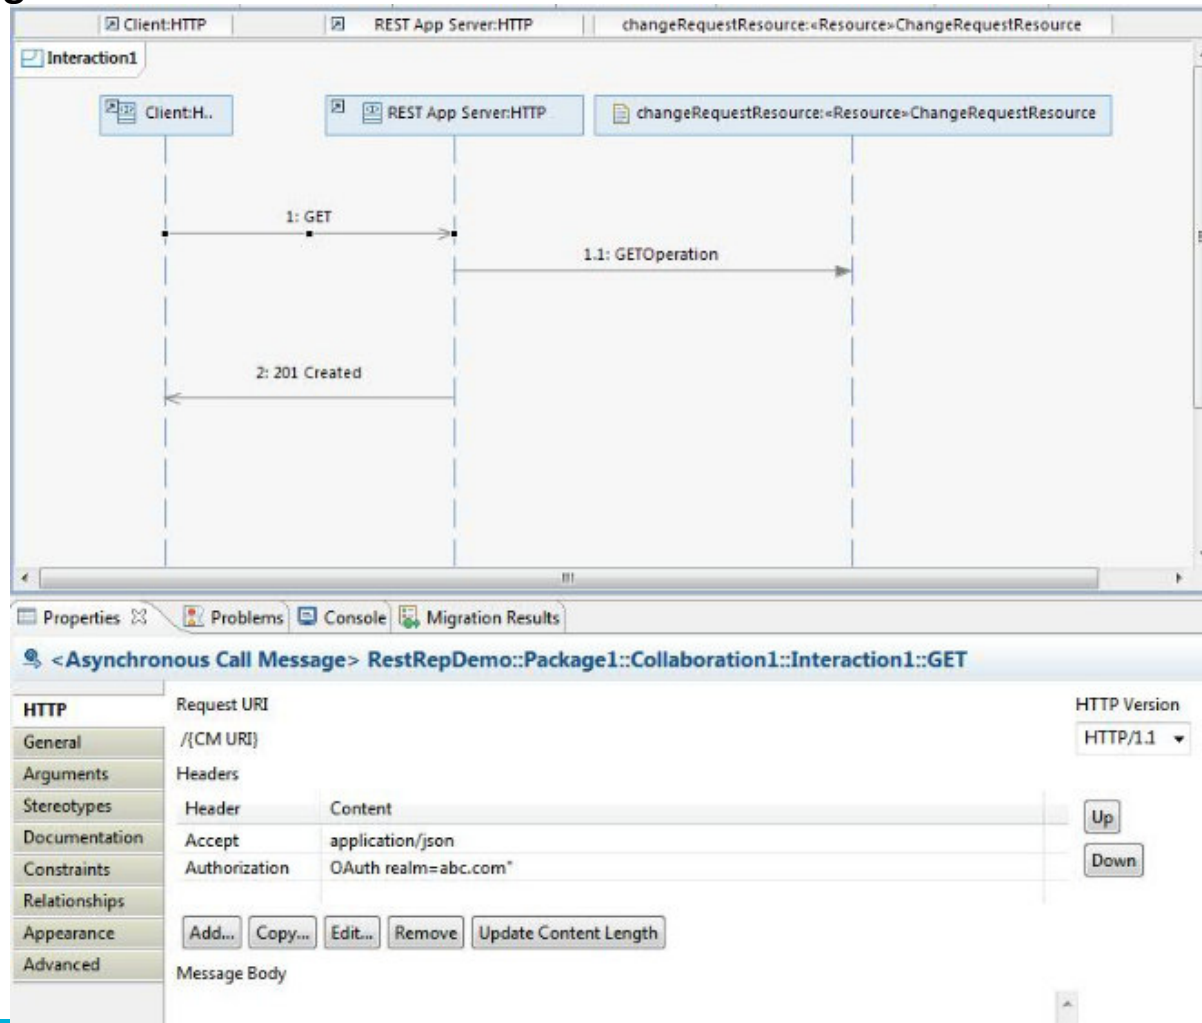 Client:HTTP REST App Server:HTTP changeRequestResource:«Resource»ChangeRequestResource
Interaction1
Client:H.. REST App Server:HTTP changeRequestResource:«Resource»ChangeRequestResource
1: GET
1.1: GETOperation
2: 201 Created
Properties Problems Console Migration Results
<Asynchronous Call Message> RestRepDemo::Package1::Collaboration1::Interaction1::GET
HTTP Request URI HTTP Version
General /{CM URI} HTTP/1.1
Arguments Headers
Stereotypes Header Content Up
Documentation Accept application/json
Constraints Authorization OAuth realm=abc.com" Down
Relationships
Appearance Add... Copy... Edit... Remove Update Content Length
Advanced Message Body